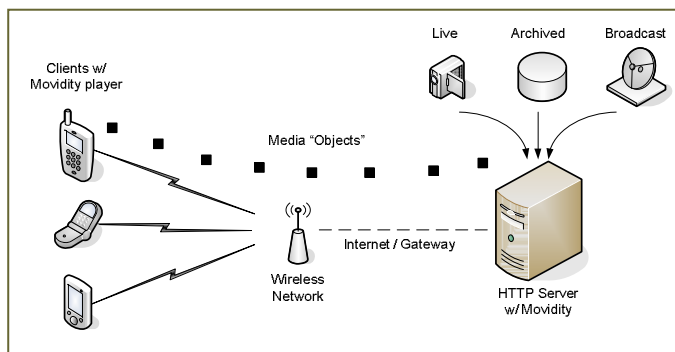 Live
Archived
Broadcast
Clients w/
Movidity player
Media “Objects”
Internet / Gateway
Wireless
Network
HTTP Server
w/ Movidity